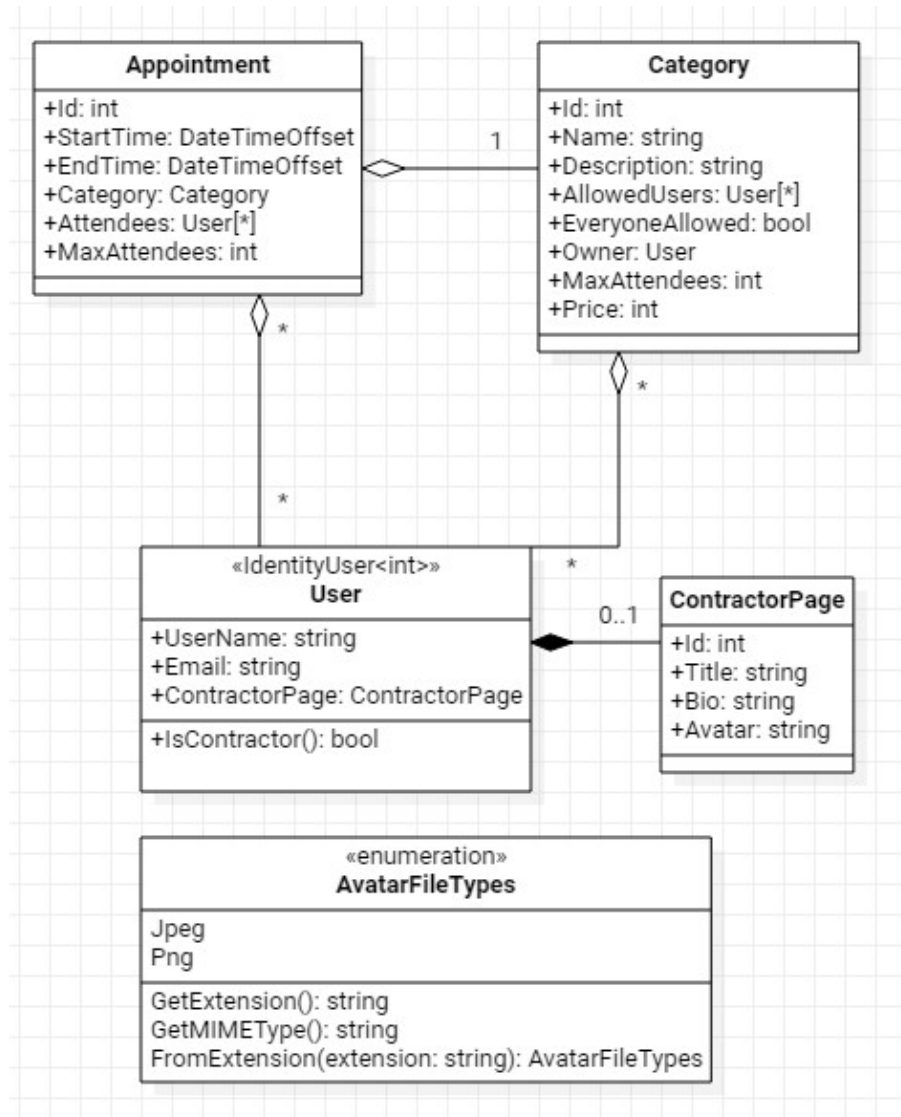 Appointment
+Id: int
+StartTime: DateTimeOffset
+EndTime: DateTimeOffset
+Category: Category
+Attendees: User[*]
+MaxAttendees: int
1
Category
+Id: int
+Name: string
+Description: string
+AllowedUsers: User[*]
+EveryoneAllowed: bool
+Owner: User
+MaxAttendees: int
+Price: int
*
*
*
*
«IdentityUser<int>»
User
+UserName: string
+Email: string
+ContractorPage: ContractorPage
+IsContractor(): bool
0..1
ContractorPage
+Id: int
+Title: string
+Bio: string
+Avatar: string
«enumeration»
AvatarFileTypes
Jpeg
Png
GetExtension(): string
GetMIMEType(): string
FromExtension(extension: string): AvatarFileTypes